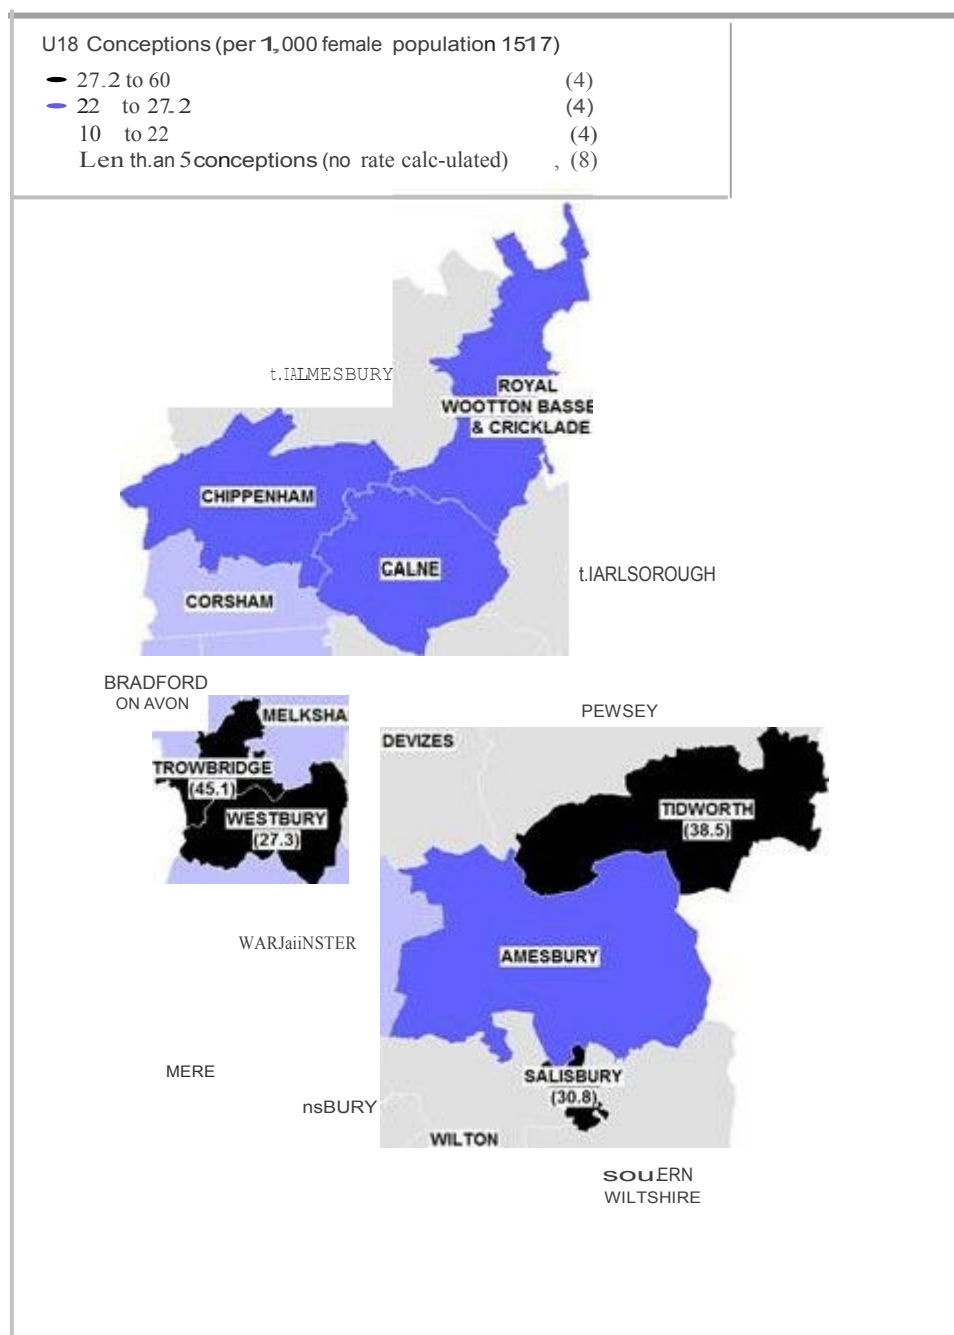 U18 Conceptions (per 1,000 female population 1517)
27.2 to 60 (4)
22 to 27.2 (4)
10 to 22 (4)
Len th.an 5conceptions (no rate calc-ulated) , (8)
t.IALMESBURY
ROYAL
WOOTTON BASSE
& CRICKLADE
CHIPPENHAM
CALNE
t.IARLSOROUGH
CORSHAM
BRADFORD
ON AVON
PEWSEY
MELKSHA
DEVIZES
TROWBRIDGE
(45.1)
TIDWORTH
(38.5)
WESTBURY
(27.3)
WARJaiiNSTER
AMESBURY
MERE
SALISBURY
(30.8)
nsBURY
WILTON
sou.ERN
WILTSHIRE